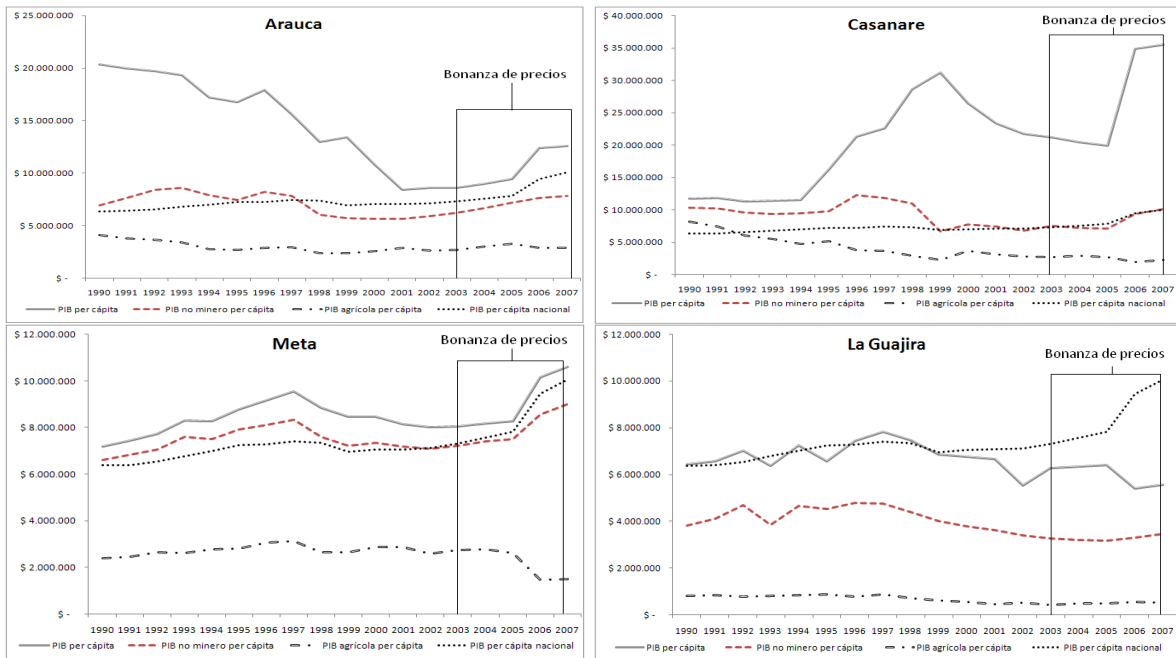 Arauca
Bonanza de precios
$ 25.000.000
$ 20.000.000
$ 15.000.000
$ 10.000.000
$ 5.000.000
$ -
1990 1991 1992 1993 1994 1995 1996 1997 1998 1999 2000 2001 2002 2003 2004 2005 2006 2007
PIB per cápita PIB no minero per cápita PIB agrícola per cápita PIB per cápita nacional
Casanare
Bonanza de precios
$ 40.000.000
$ 35.000.000
$ 30.000.000
$ 25.000.000
$ 20.000.000
$ 15.000.000
$ 10.000.000
$ 5.000.000
$ -
1990 1991 1992 1993 1994 1995 1996 1997 1998 1999 2000 2001 2002 2003 2004 2005 2006 2007
PIB per cápita PIB no minero per cápita PIB agrícola per cápita PIB per cápita nacional
Meta
Bonanza de precios
$ 12.000.000
$ 10.000.000
$ 8.000.000
$ 6.000.000
$ 4.000.000
$ 2.000.000
$ -
1990 1991 1992 1993 1994 1995 1996 1997 1998 1999 2000 2001 2002 2003 2004 2005 2006 2007
PIB per cápita PIB no minero per cápita PIB agrícola per cápita PIB per cápita nacional
La Guajira
Bonanza de precios
$ 12.000.000
$ 10.000.000
$ 8.000.000
$ 6.000.000
$ 4.000.000
$ 2.000.000
$ -
1990 1991 1992 1993 1994 1995 1996 1997 1998 1999 2000 2001 2002 2003 2004 2005 2006 2007
PIB per cápita PIB no minero per cápita PIB agrícola per cápita PIB per cápita nacional